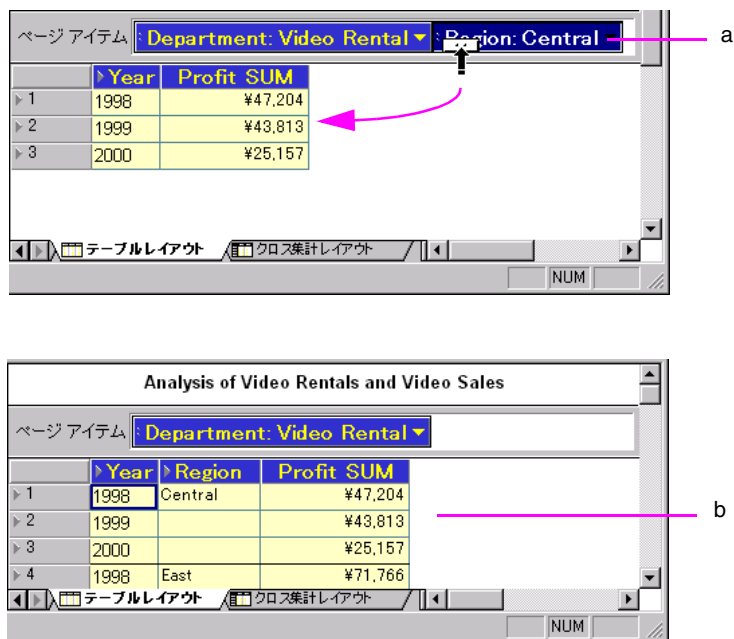 ページ アイテム Department: Video Rental Region: Central a
Year Profit SUM
1 1998 ¥47,204
2 1999 ¥43,813
3 2000 ¥25,157
テーブルレイアウト クロス集計レイアウト
NUM
Analysis of Video Rentals and Video Sales
ページ アイテム Department: Video Rental
Year Region Profit SUM
1 1998 Central ¥47,204
2 1999 ¥43,813 b
3 2000 ¥25,157
4 1998 East ¥71,766
テーブルレイアウト クロス集計レイアウト
NUM